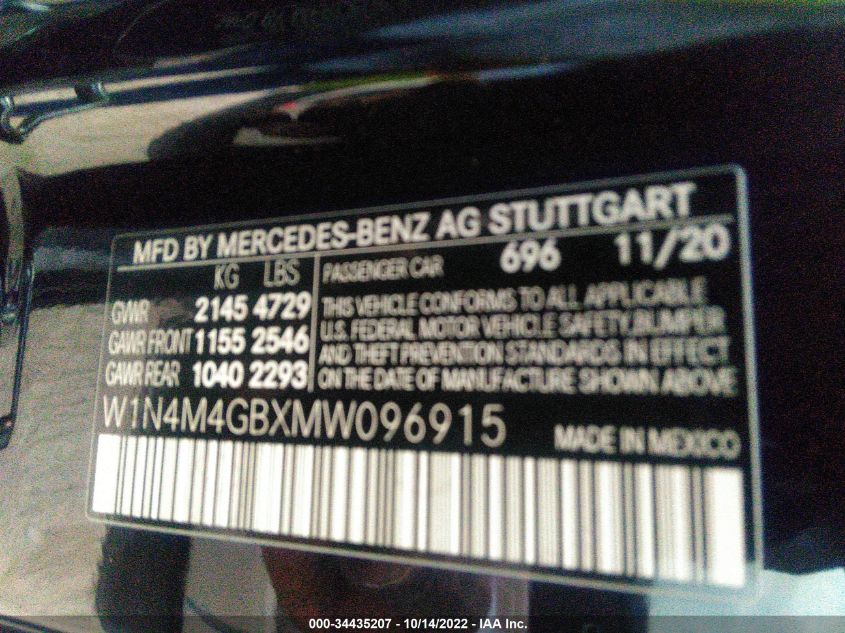 MFD BY MERCEDES-BENZ AG STUTTGART
KG LBS PASSENGER CAR 696 11/20
GVWR 2145 4729 THIS VEHICLE CONFORMS TO ALL APPLICABLE
GAWR FRONT 1155 2546 U.S. FEDERAL MOTOR VEHICLE SAFETY, BUMPER
GAWR REAR 1040 2293 AND THEFT PREVENTION STANDARDS IN EFFECT
ON THE DATE OF MANUFACTURE SHOWN ABOVE
W1N4M4GBXMW096915 MADE IN MEXICO
000-34435207 - 10/14/2022 - IAA Inc.